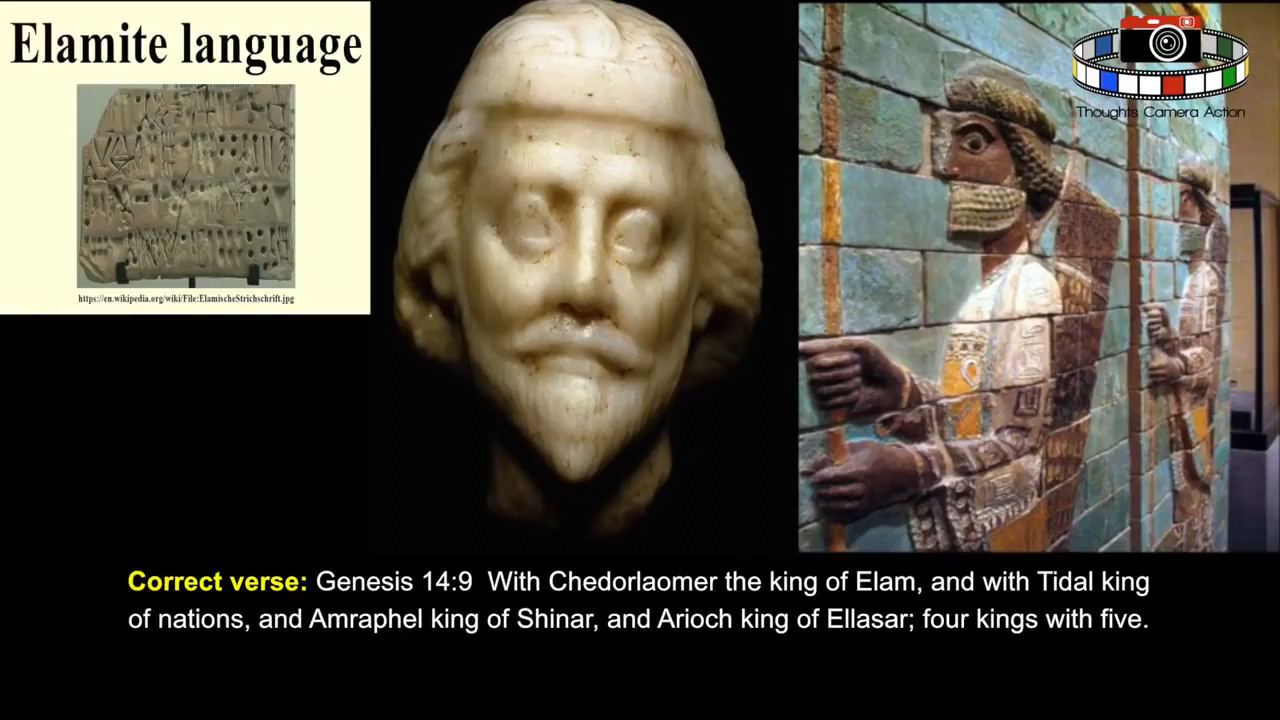 Elamite language
https://en.wikipedia.org/wiki/File:ElamischeStrichschrift.jpg
Thoughts Camera Action
Correct verse: Genesis 14:9 With Chedorlaomer the king of Elam, and with Tidal king
of nations, and Amraphel king of Shinar, and Arioch king of Ellasar; four kings with five.